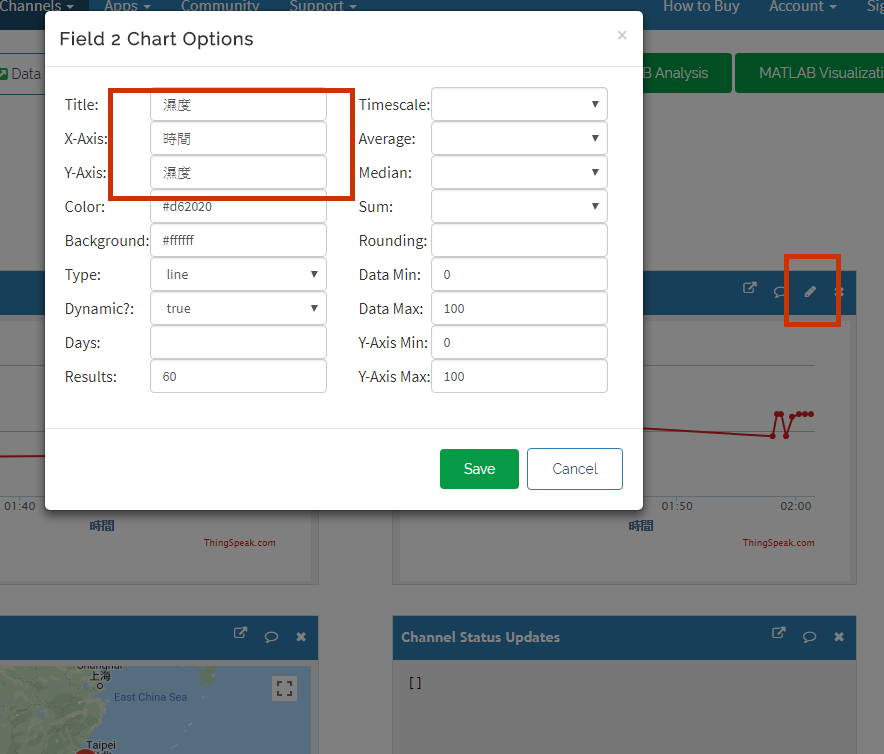 Channels Apps Community Support How to Buy Account
Field 2 Chart Options ×
Data
B Analysis
MATLAB
Title: 濕度 Timescale:
X-Axis: 時間 Average:
Y-Axis: 濕度 Median:
Color: #d62020 Sum:
Background: #ffffff Rounding:
Type: line Data Min: 0
Dynamic?: true Data Max: 100
Days: Y-Axis Min: 0
Results: 60 Y-Axis Max: 100
Save Cancel
01:40 01:50 02:00
時間 時間
ThingSpeak.com ThingSpeak.com
Channel Status Updates
Shanghai
上海
East China Sea
Taipei
[]